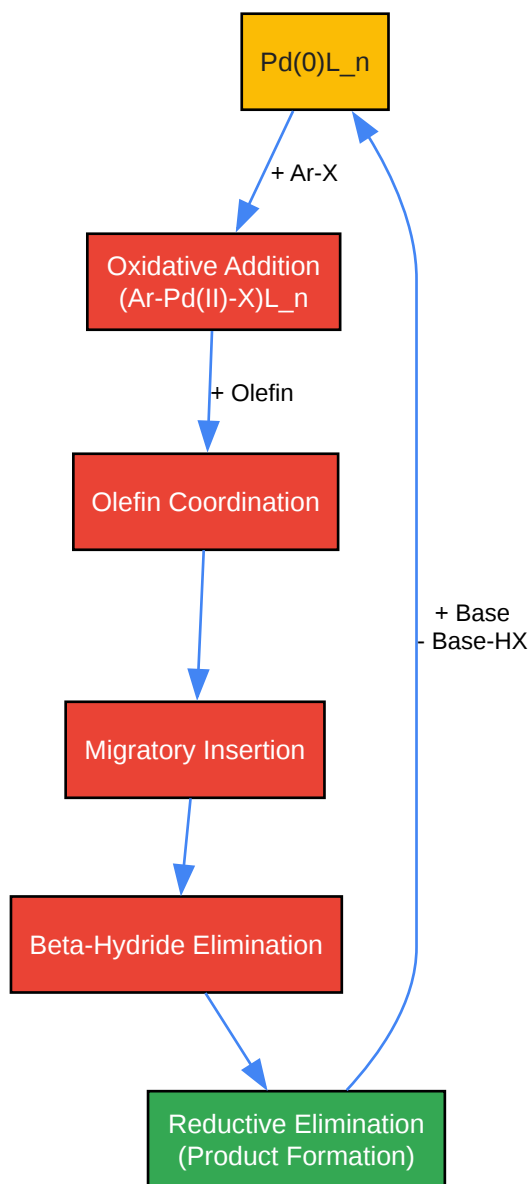 Pd(0)L_n
+ Ar-X
Oxidative Addition
(Ar-Pd(II)-X)L_n
+ Olefin
Olefin Coordination
+ Base
- Base-HX
Migratory Insertion
Beta-Hydride Elimination
Reductive Elimination
(Product Formation)